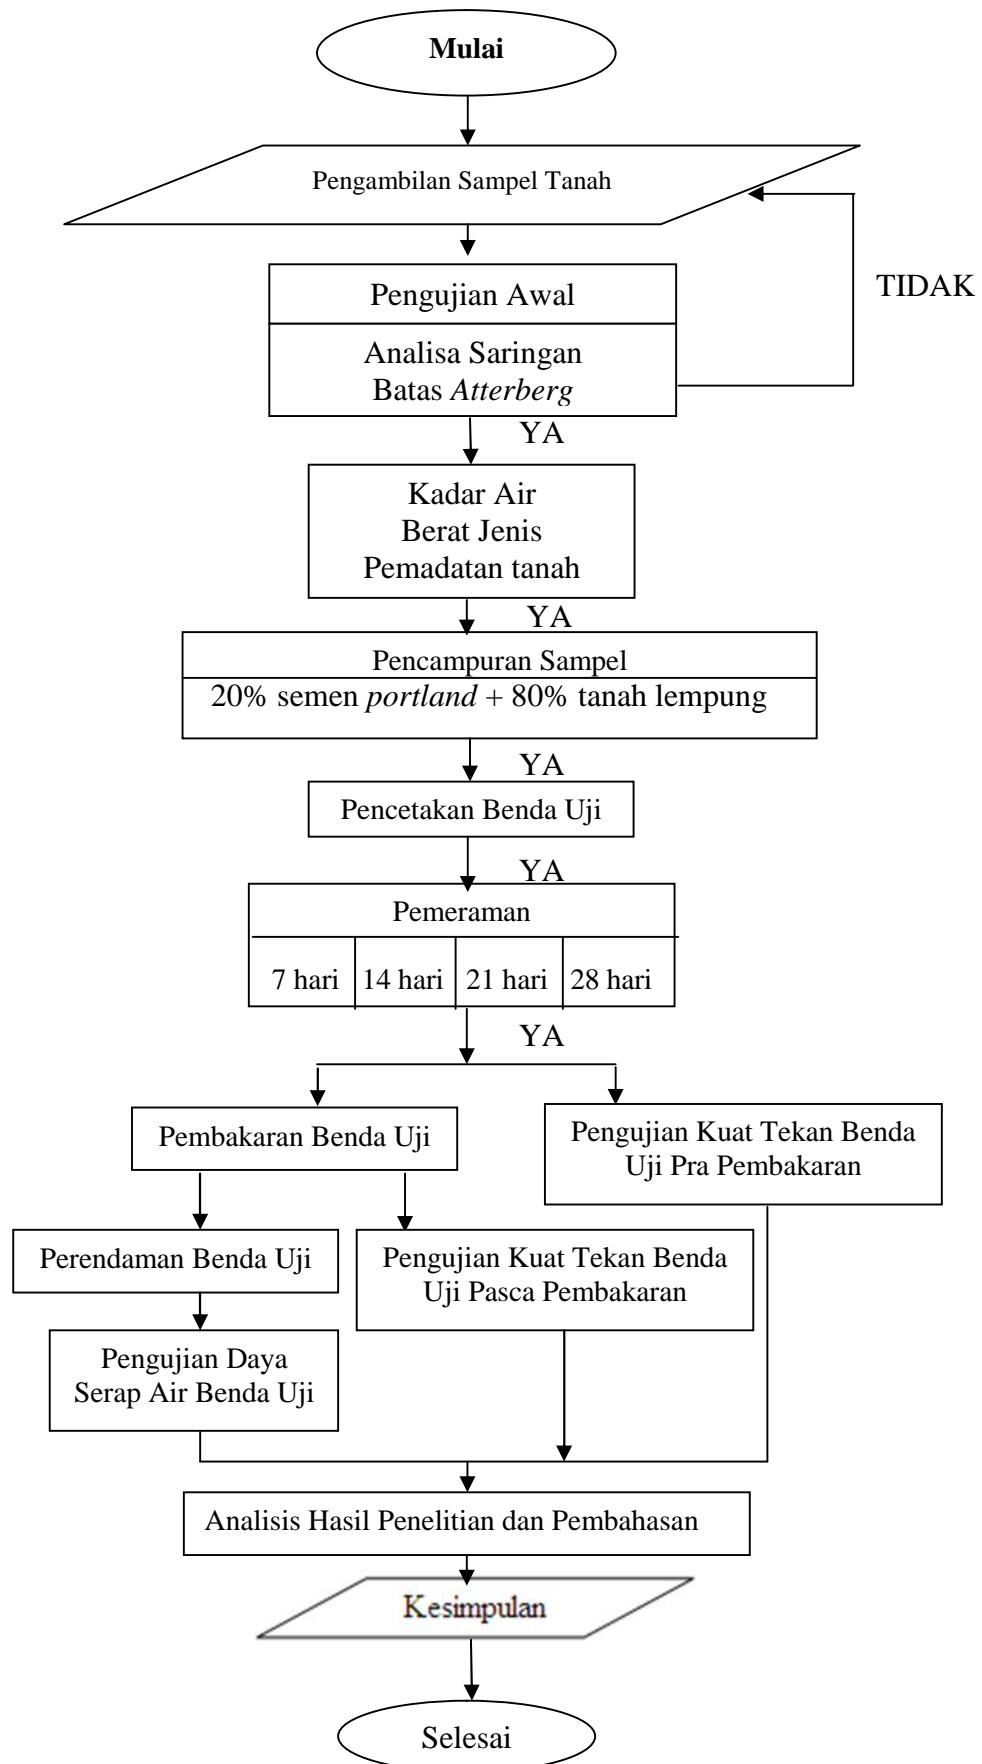 Mulai
Pengambilan Sampel Tanah
TIDAK
Pengujian Awal
Analisa Saringan
Batas Atterberg
YA
Kadar Air
Berat Jenis
Pemadatan tanah
YA
Pencampuran Sampel
20% semen portland + 80% tanah lempung
YA
Pencetakan Benda Uji
YA
Pemeraman
7 hari 14 hari 21 hari 28 hari
YA
Pembakaran Benda Uji
Pengujian Kuat Tekan Benda
Uji Pra Pembakaran
Perendaman Benda Uji
Pengujian Kuat Tekan Benda
Uji Pasca Pembakaran
Pengujian Daya
Serap Air Benda Uji
Analisis Hasil Penelitian dan Pembahasan
Kesimpulan
Selesai